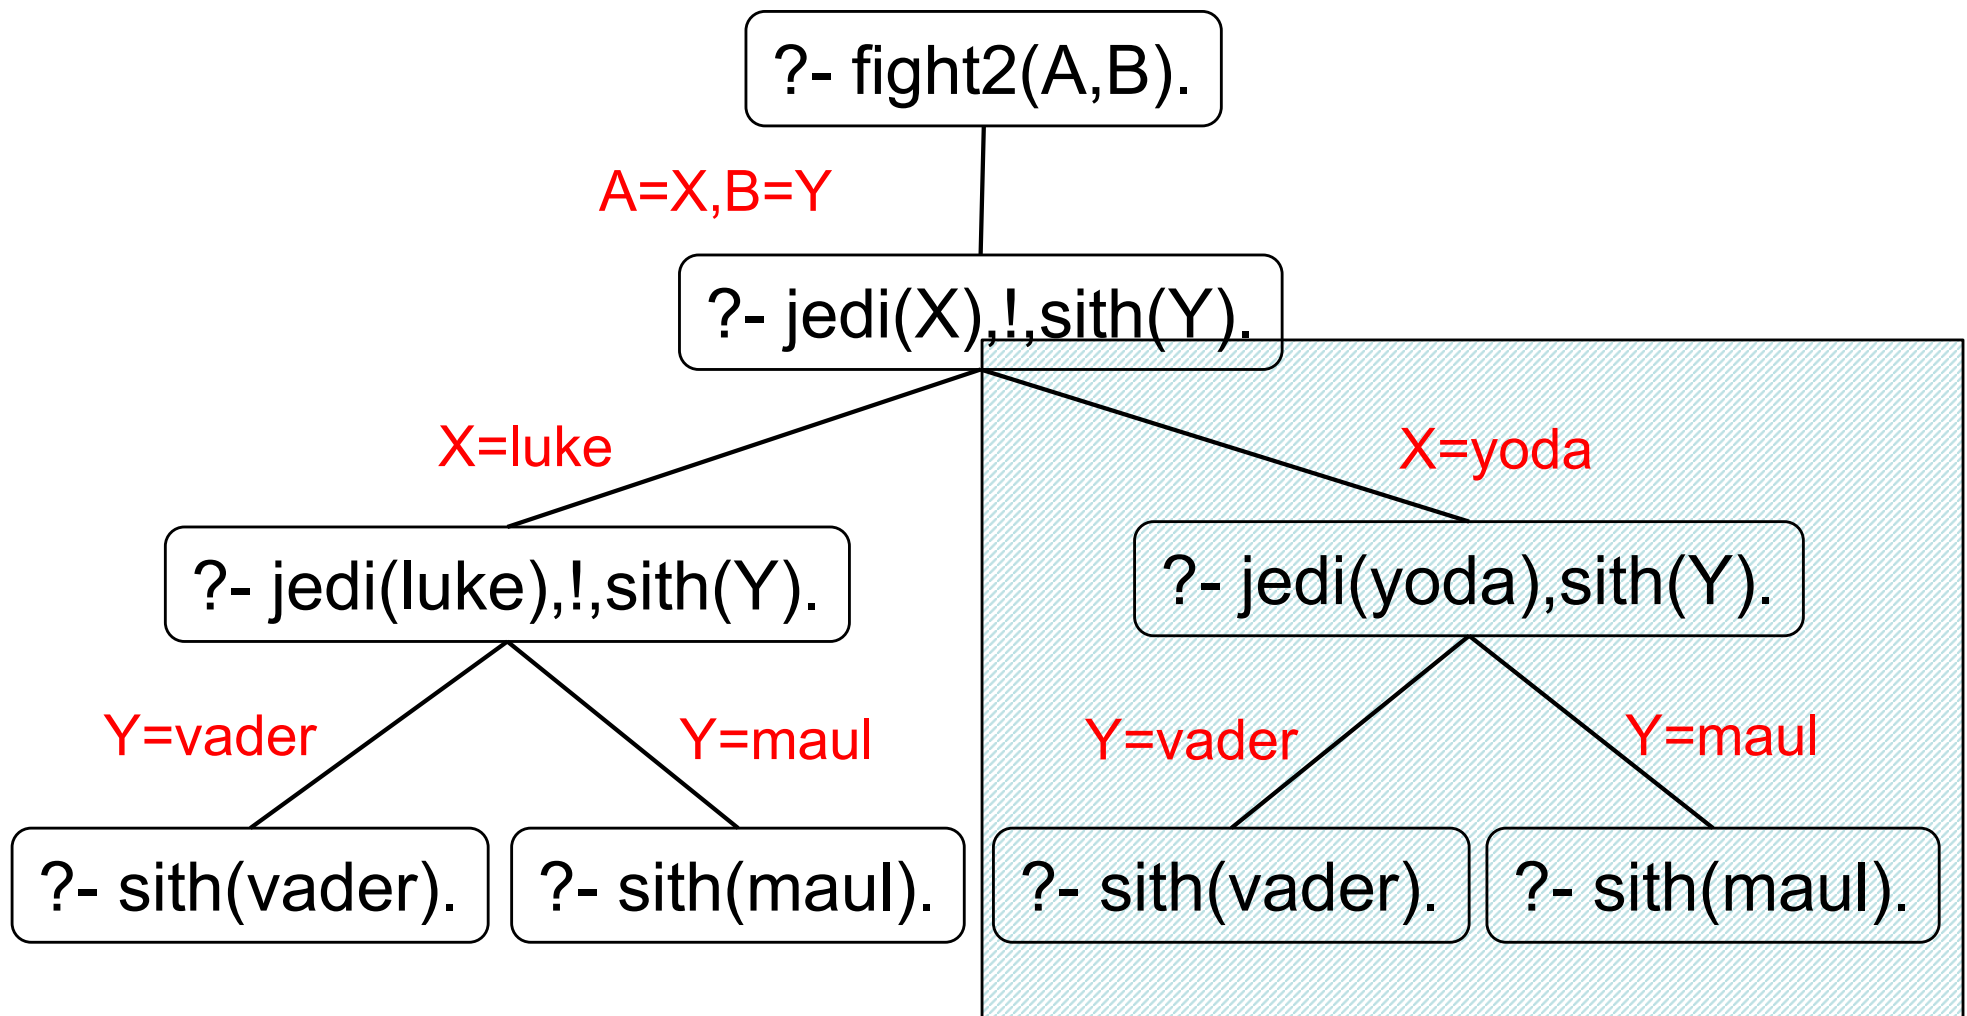 ?- fight2(A,B).
A=X,B=Y
?- jedi(X),!,sith(Y).
X=luke
X=yoda
?- jedi(luke),!,sith(Y).
?- jedi(yoda),sith(Y).
Y=vader
Y=maul
Y=vader
Y=maul
?- sith(vader).
?- sith(maul).
?- sith(vader).
?- sith(maul).